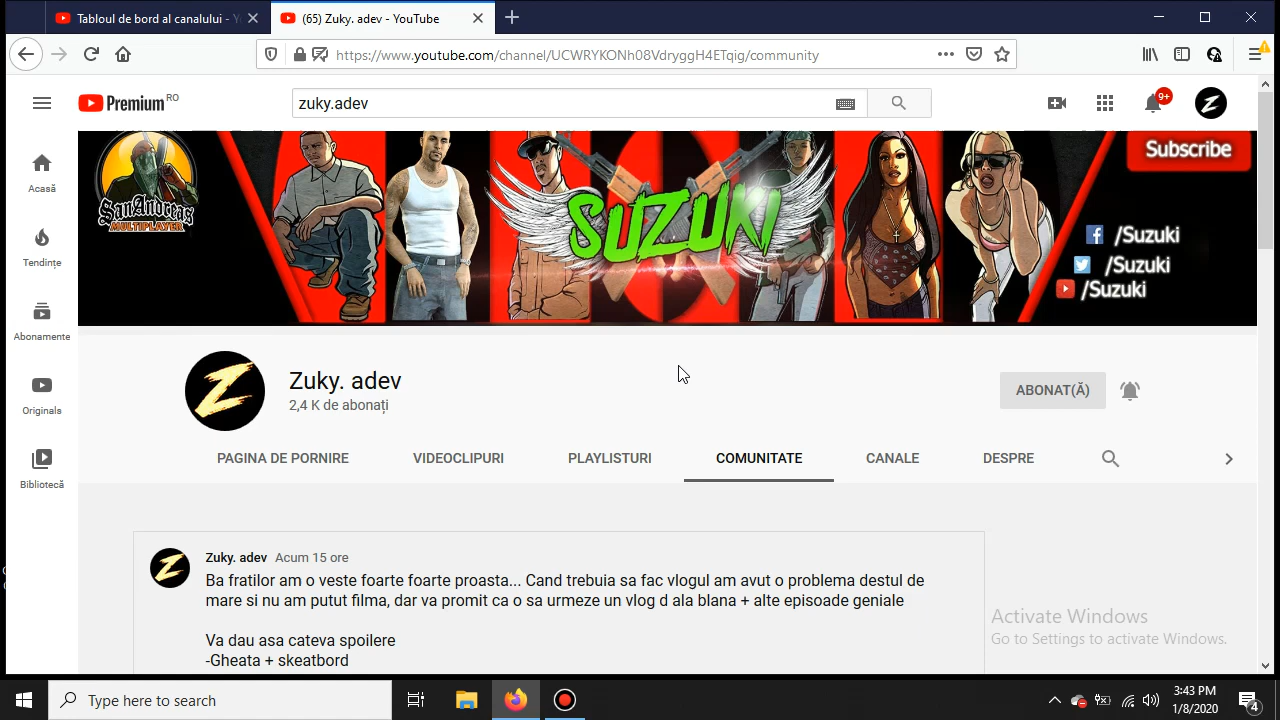 Tabloul de bord al canalului - Y
(65) Zuky. adev - YouTube
https://www.youtube.com/channel/UCWRYKONh08VdryggH4ETqig/community
Premium RO
zuky.adev
9+
Acasă
Tendințe
Abonamente
Originals
Bibliotecă
SanAndreas
MULTIPLAYER
SUZUKI
Subscribe
/Suzuki
/Suzuki
/Suzuki
Zuky. adev
2,4 K de abonați
ABONAT(Ă)
PAGINA DE PORNIRE
VIDEOCLIPURI
PLAYLISTURI
COMUNITATE
CANALE
DESPRE
Zuky. adev Acum 15 ore
Ba fratilor am o veste foarte foarte proasta... Cand trebuia sa fac vlogul am avut o problema destul de
mare si nu am putut filma, dar va promit ca o sa urmeze un vlog d ala blana + alte episoade geniale
Va dau asa cateva spoilere
-Gheata + skeatbord
Activate Windows
Go to Settings to activate Windows.
Type here to search
3:43 PM
1/8/2020
4